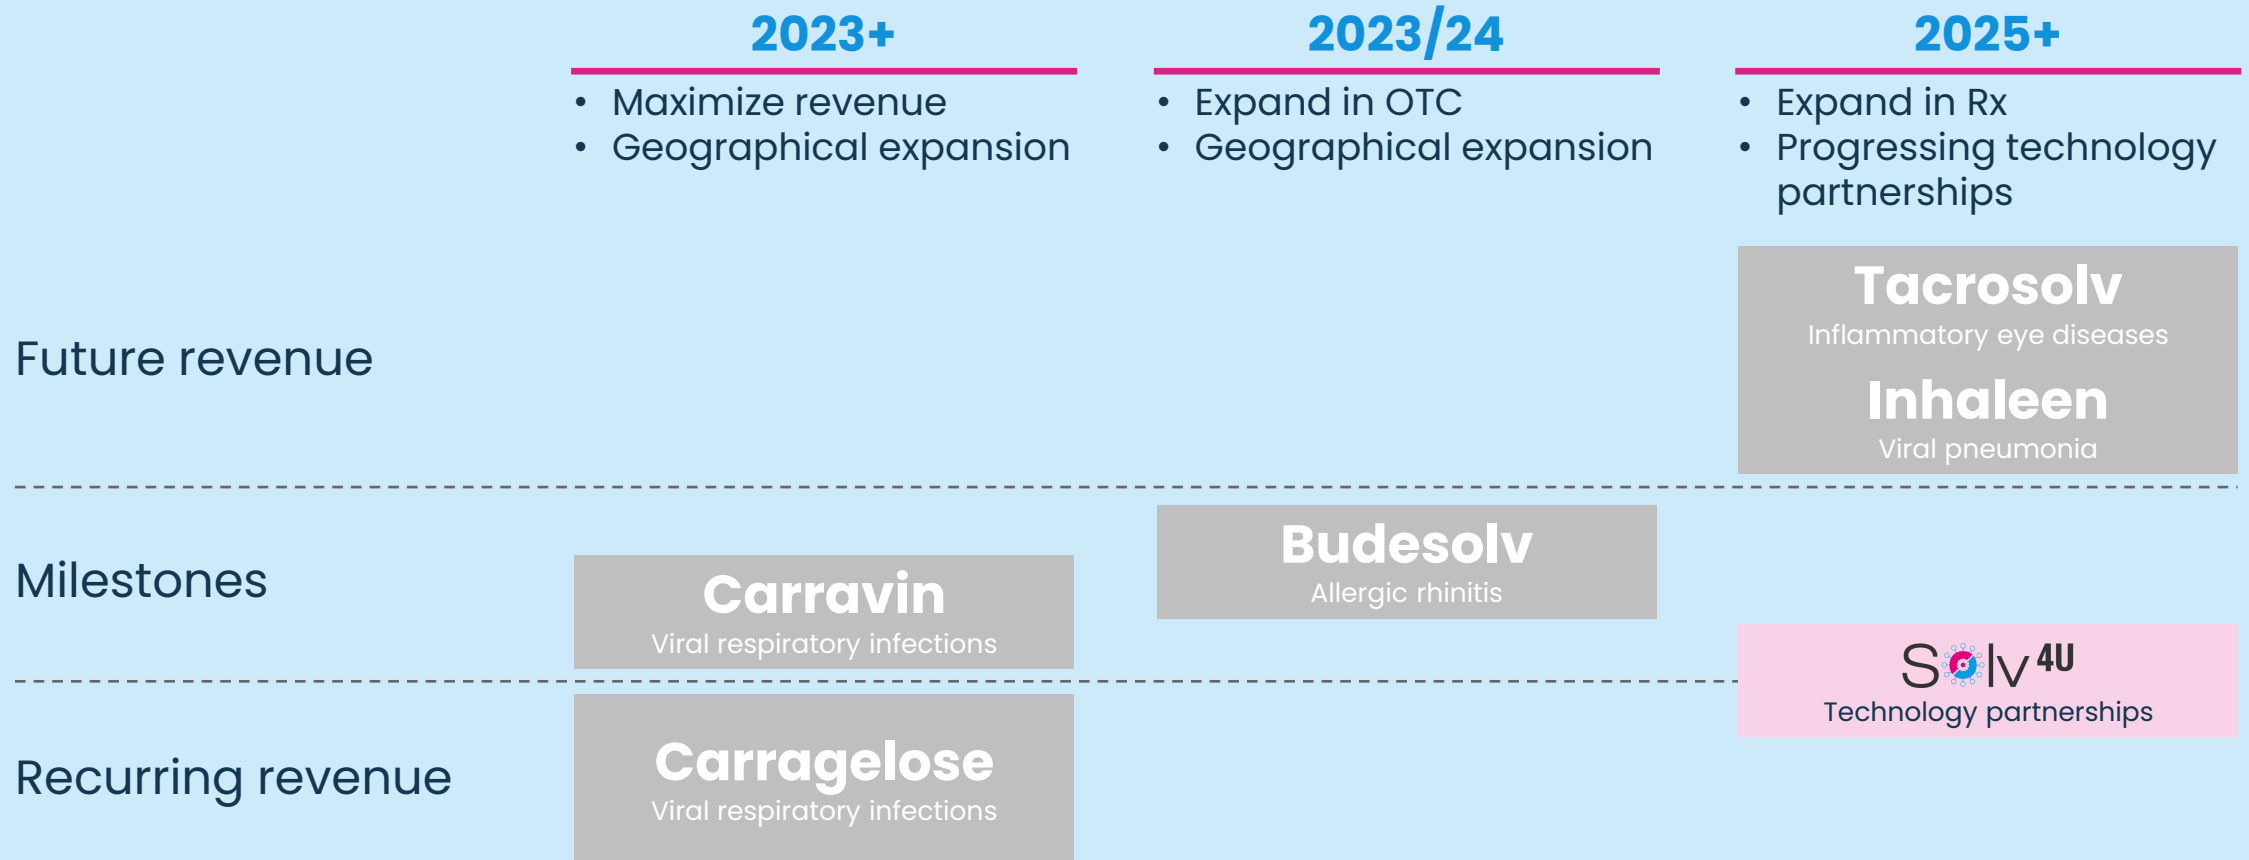 2023+
2023/24
2025+
• Maximize revenue
• Geographical expansion
• Expand in OTC
• Geographical expansion
• Expand in Rx
• Progressing technology
partnerships
Future revenue
Tacrosolv
Inflammatory eye diseases
Inhaleen
Viral pneumonia
Milestones
Carravin
Viral respiratory infections
Budesolv
Allergic rhinitis
Solv 4U
Technology partnerships
Recurring revenue
Carragelose
Viral respiratory infections